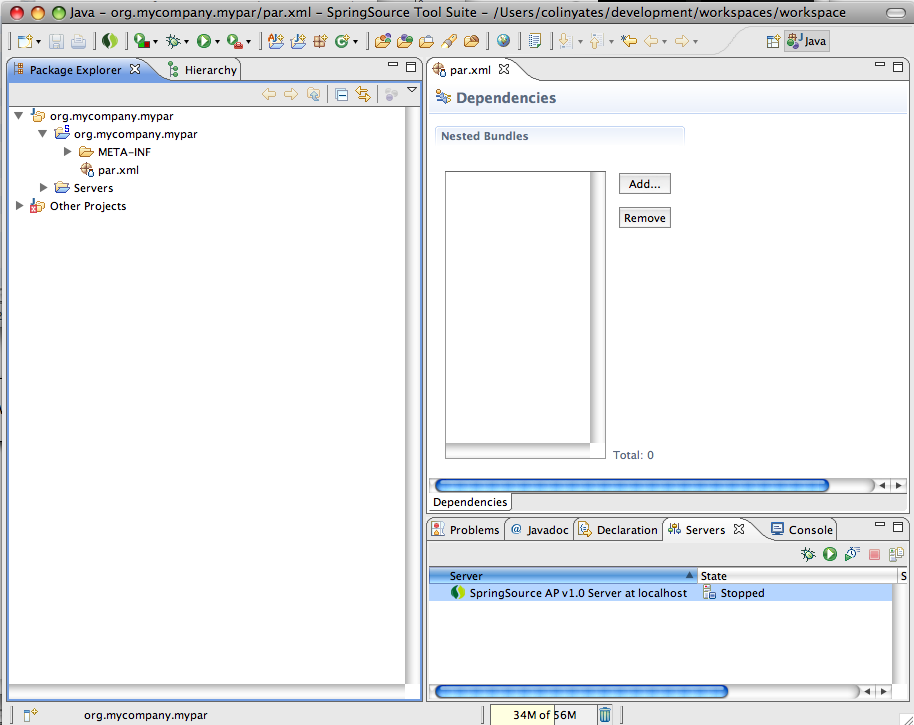 Java – org.mycompany.mypar/par.xml – SpringSource Tool Suite – /Users/colinyates/development/workspaces/workspace
Java
Package Explorer
Hierarchy
org.mycompany.mypar
org.mycompany.mypar
META-INF
par.xml
Servers
Other Projects
par.xml
Dependencies
Nested Bundles
Add...
Remove
Total: 0
Dependencies
Problems
@ Javadoc
Declaration
Servers
Console
Server
State
S
SpringSource AP v1.0 Server at localhost
Stopped
org.mycompany.mypar
34M of 56M